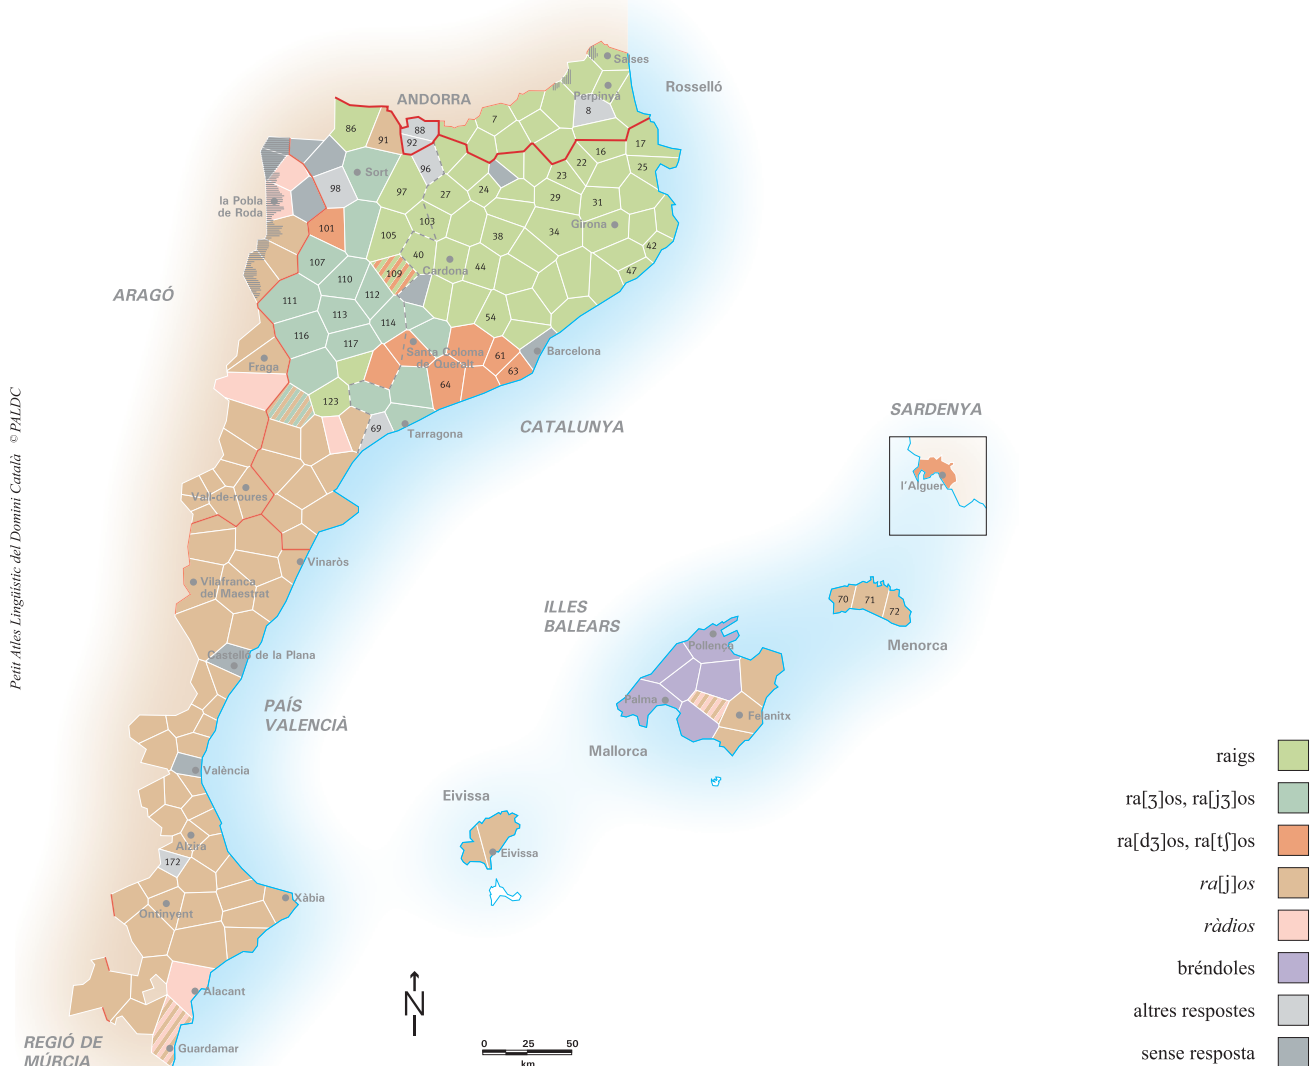 Salses
Rosselló
Perpinyà
ANDORRA
8
7
86
88
91
92
16
17
22
25
96
23
Sort
98
97
27
24
29
31
la Pobla
de Roda
101
103
105
38
34
Girona
42
107
40
44
47
109
Cardona
110
ARAGÓ
111
112
113
114
54
116
117
Santa Coloma
de Queralt
61
Barcelona
Fraga
63
64
123
69
Tarragona
CATALUNYA
SARDENYA
l'Alguer
Petit Atles Lingüístic del Domini Català © PALDC
Vall-de-roures
Vinaròs
Vilafranca
del Maestrat
ILLES
BALEARS
70
71
72
Menorca
Pollença
Castelló de la Plana
Palma
Felanitx
PAÍS
VALENCIÀ
Mallorca
València
Eivissa
Eivissa
Alzira
172
Xàbia
Ontinyent
Alacant
Guardamar
REGIÓ DE
MÚRCIA
N
0 25 50
km
raigs
ra[ʒ]os, ra[jʒ]os
ra[dʒ]os, ra[tʃ]os
ra[j]os
ràdios
bréndoles
altres respostes
sense resposta